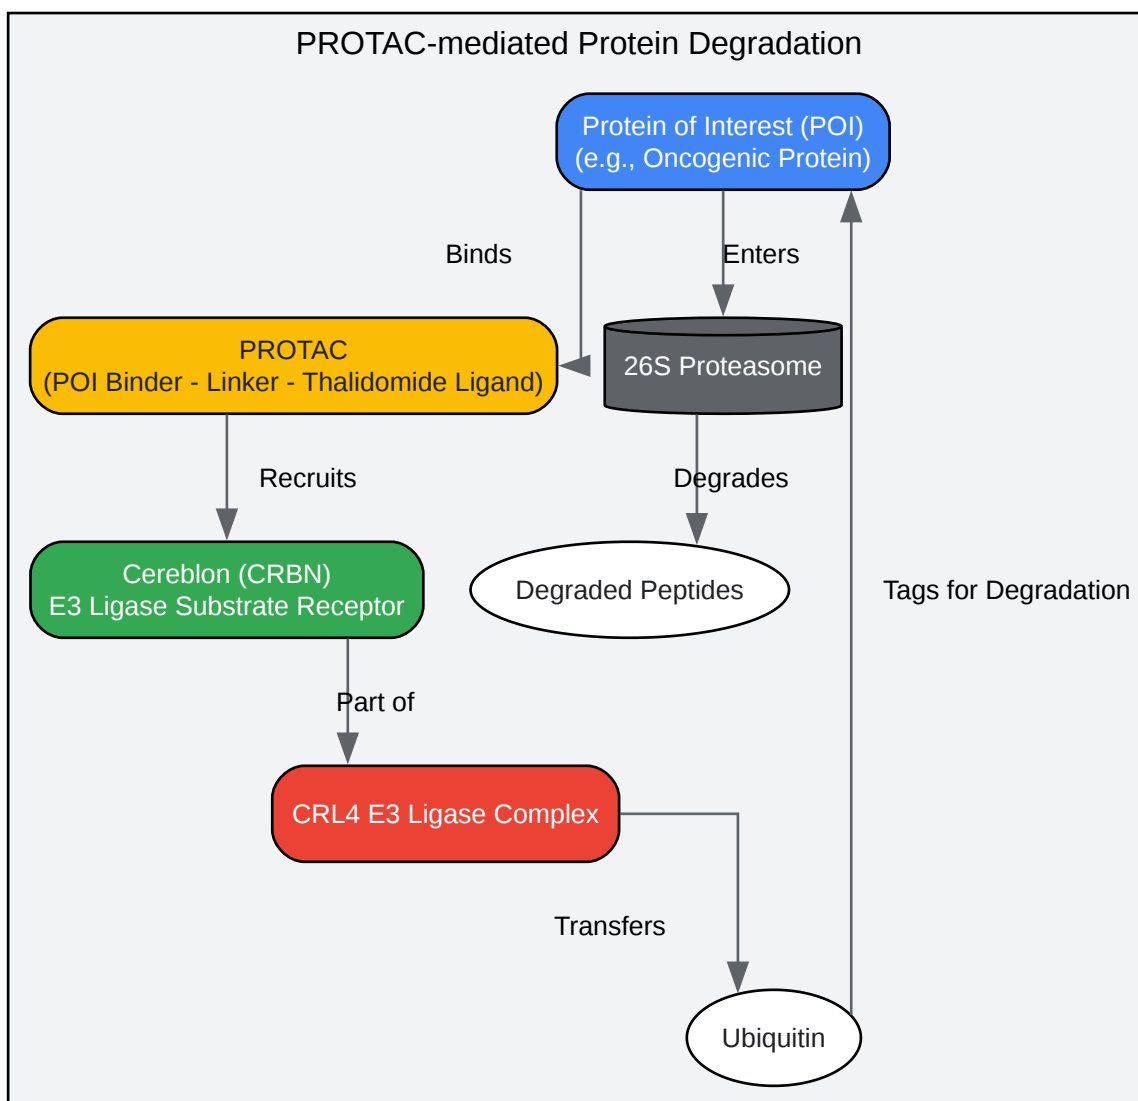 PROTAC-mediated Protein Degradation
Protein of Interest (POI)
(e.g., Oncogenic Protein)
Binds
Enters
PROTAC
(POI Binder - Linker - Thalidomide Ligand)
26S Proteasome
Recruits
Degrades
Cereblon (CRBN)
E3 Ligase Substrate Receptor
Degraded Peptides
Tags for Degradation
Part of
CRL4 E3 Ligase Complex
Transfers
Ubiquitin